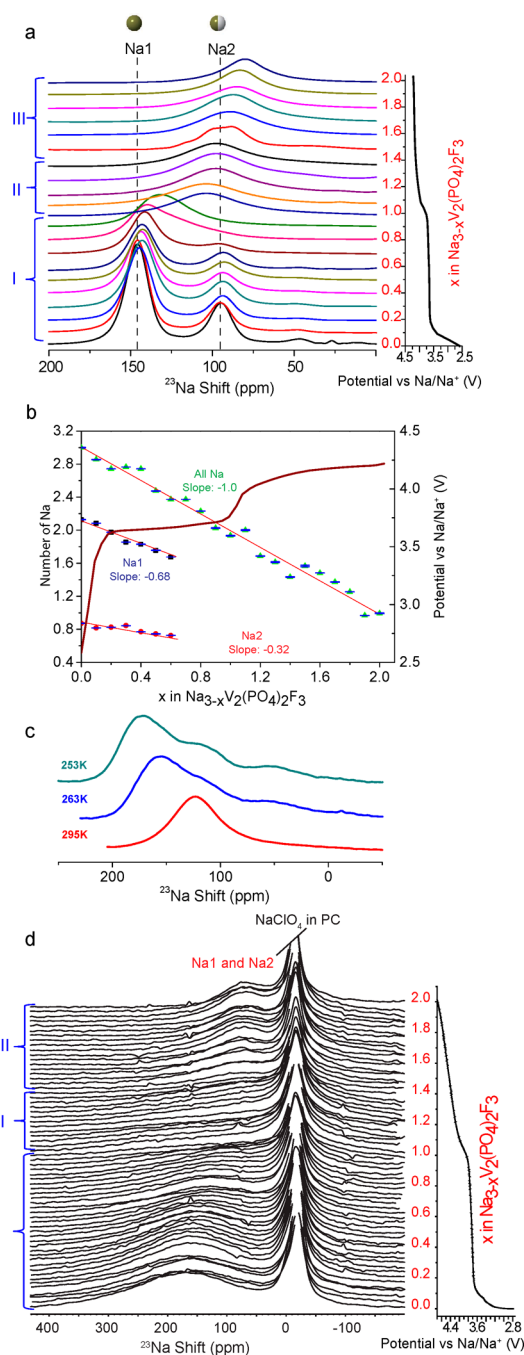 a
Na1
Na2
III
II
I
200
150
100
50
²³Na Shift (ppm)
2.0
1.8
1.6
1.4
1.2
1.0
0.8
0.6
0.4
0.2
0.0
x in Na3-xV2(PO4)2F3
4.5
3.5
2.5
Potential vs Na/Na⁺ (V)
b
3.2
2.8
2.4
2.0
1.6
1.2
0.8
0.4
Number of Na
All Na
Slope: -1.0
Na1
Slope: -0.68
Na2
Slope: -0.32
4.5
4.0
3.5
3.0
2.5
Potential vs Na/Na⁺ (V)
0.0
0.4
0.8
1.2
1.6
2.0
x in Na3-xV2(PO4)2F3
c
253K
263K
295K
200
100
0
²³Na Shift (ppm)
NaClO4 in PC
d
Na1 and Na2
II
I
400
300
200
100
0
-100
²³Na Shift (ppm)
2.0
1.8
1.6
1.4
1.2
1.0
0.8
0.6
0.4
0.2
0.0
x in Na3-xV2(PO4)2F3
4.4
3.6
2.8
Potential vs Na/Na⁺ (V)